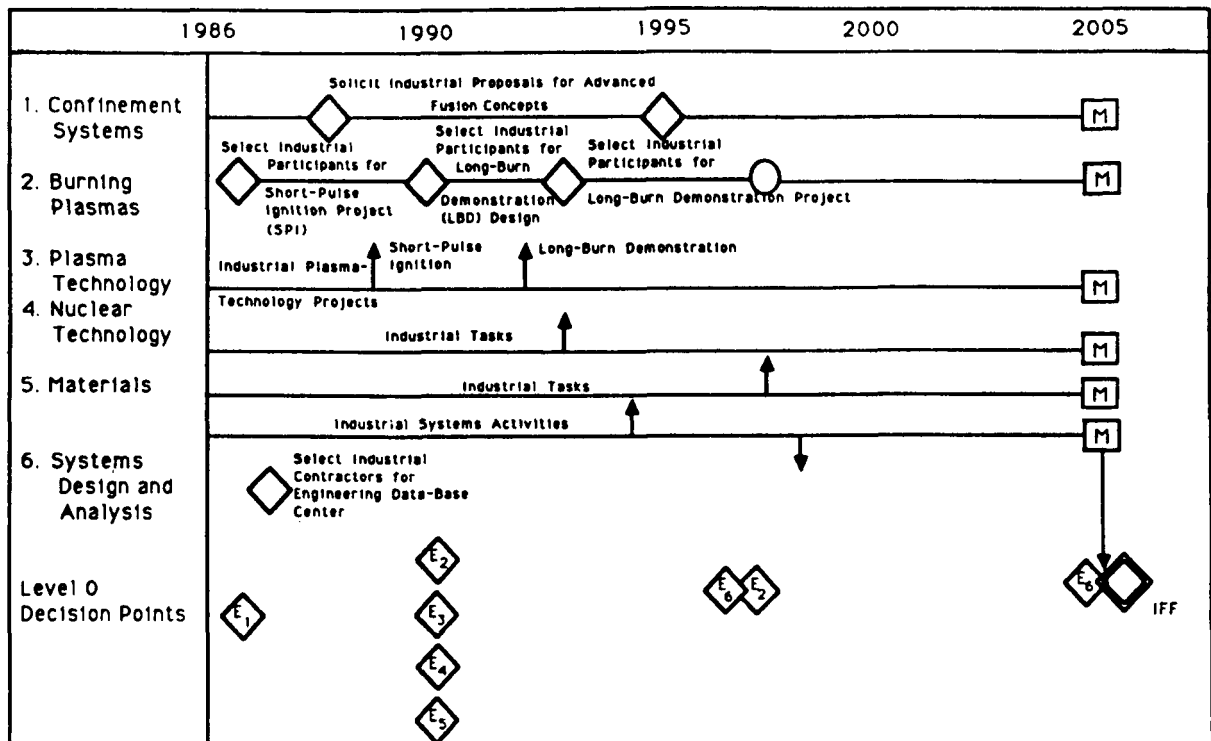 1986 1990 1995 2000 2005
Solicit Industrial Proposals for Advanced
Fusion Concepts
1. Confinement
Systems
M
Select Industrial
Participants for
Short-Pulse
Ignition Project
(SPI)
Select Industrial
Participants for
Long-Burn
Demonstration
(LBD) Design
Select Industrial
Participants for
Long-Burn Demonstration Project
2. Burning
Plasmas
M
3. Plasma
Technology
Industrial Plasma-
Technology Projects
Short-Pulse
Ignition
Long-Burn Demonstration
M
4. Nuclear
Technology
Industrial Tasks
M
5. Materials
Industrial Tasks
M
Industrial Systems Activities
M
6. Systems
Design and
Analysis
Select Industrial
Contractors for
Engineering Data-Base
Center
Level 0
Decision Points
E1
E2
E3
E4
E5
E6 E2
E6
IFF